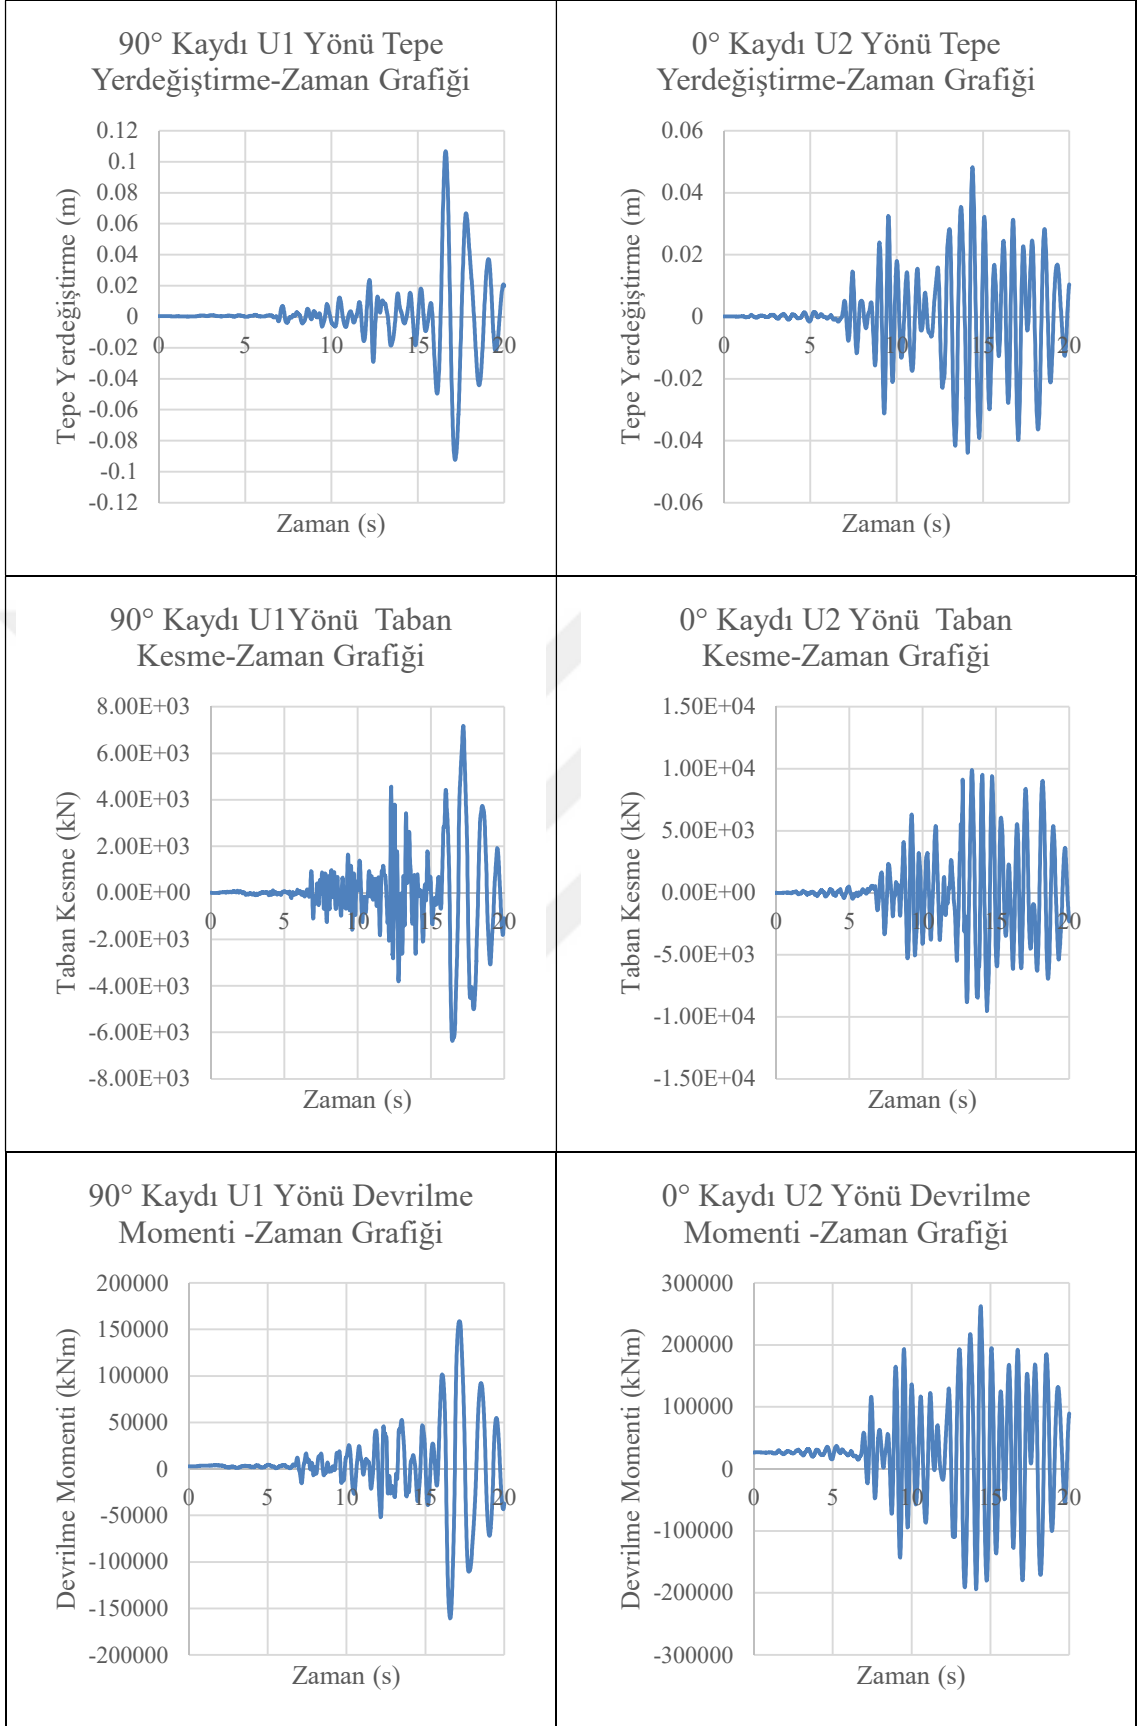 90° Kaydı U1 Yönü Tepe
Yerdeğiştirme-Zaman Grafiği
0.12
0.1
0.08
0.06
0.04
0.02
0
-0.02
-0.04
-0.06
-0.08
-0.1
-0.12
0 5 10 15 20
Tepe Yerdeğiştirme (m)
Zaman (s)
0° Kaydı U2 Yönü Tepe
Yerdeğiştirme-Zaman Grafiği
0.06
0.04
0.02
0
-0.02
-0.04
-0.06
0 5 10 15 20
Tepe Yerdeğiştirme (m)
Zaman (s)
90° Kaydı U1Yönü Taban
Kesme-Zaman Grafiği
8.00E+03
6.00E+03
4.00E+03
2.00E+03
0.00E+00
-2.00E+03
-4.00E+03
-6.00E+03
-8.00E+03
0 5 10 15 20
Taban Kesme (kN)
Zaman (s)
0° Kaydı U2 Yönü Taban
Kesme-Zaman Grafiği
1.50E+04
1.00E+04
5.00E+03
0.00E+00
-5.00E+03
-1.00E+04
-1.50E+04
0 5 10 15 20
Taban Kesme (kN)
Zaman (s)
90° Kaydı U1 Yönü Devrilme
Momenti -Zaman Grafiği
200000
150000
100000
50000
0
-50000
-100000
-150000
-200000
0 5 10 15 20
Devrilme Momenti (kNm)
Zaman (s)
0° Kaydı U2 Yönü Devrilme
Momenti -Zaman Grafiği
300000
200000
100000
0
-100000
-200000
-300000
0 5 10 15 20
Devrilme Momenti (kNm)
Zaman (s)